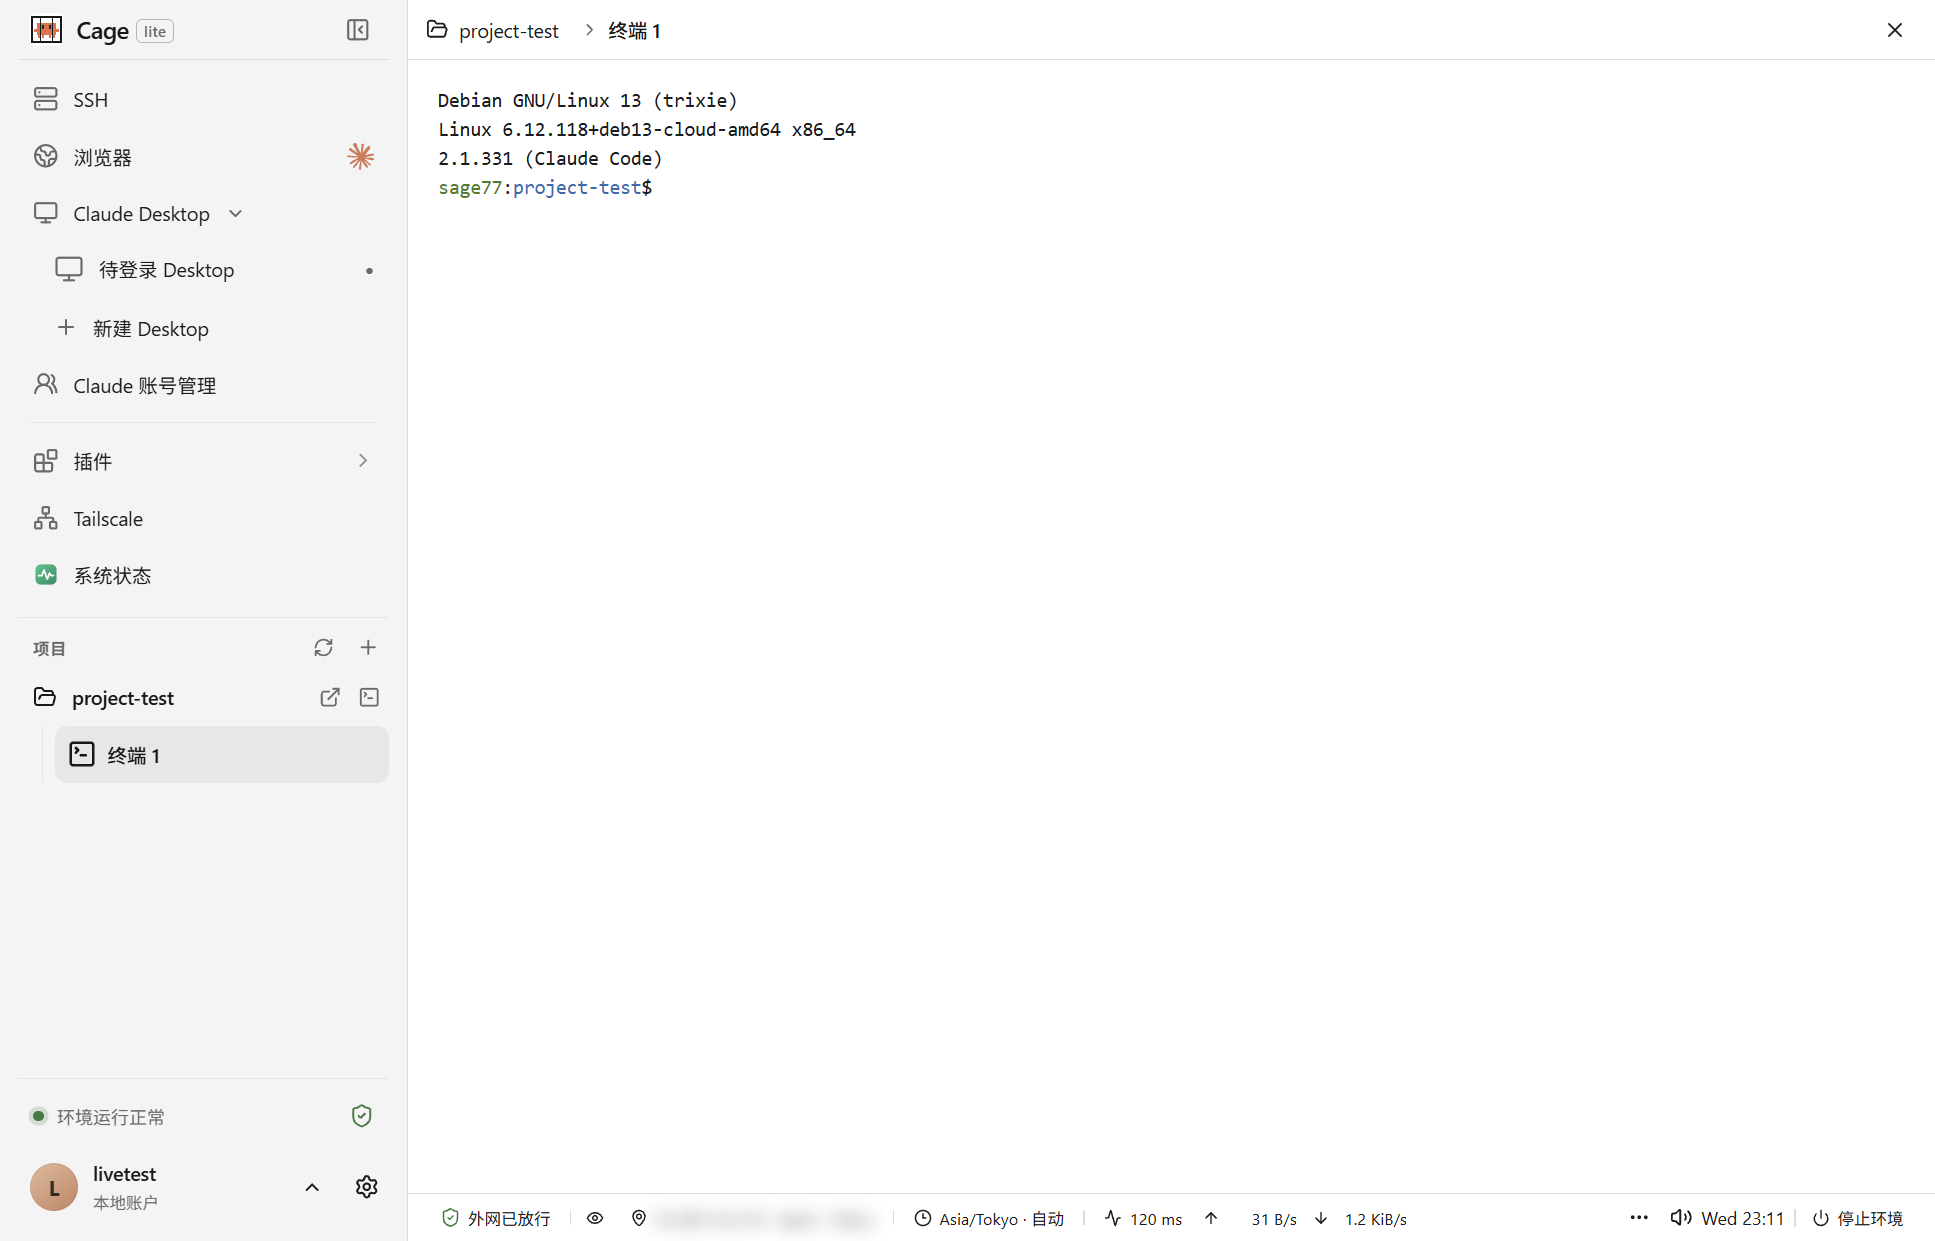 Cage lite
SSH
浏览器
Claude Desktop
待登录 Desktop
新建 Desktop
Claude 账号管理
插件
Tailscale
系统状态
项目
project-test
终端 1
环境运行正常
L
livetest
本地账户
project-test > 终端 1
Debian GNU/Linux 13 (trixie)
Linux 6.12.118+deb13-cloud-amd64 x86_64
2.1.331 (Claude Code)
sage77:project-test$
外网已放行
Asia/Tokyo · 自动
120 ms
31 B/s
1.2 KiB/s
Wed 23:11
停止环境